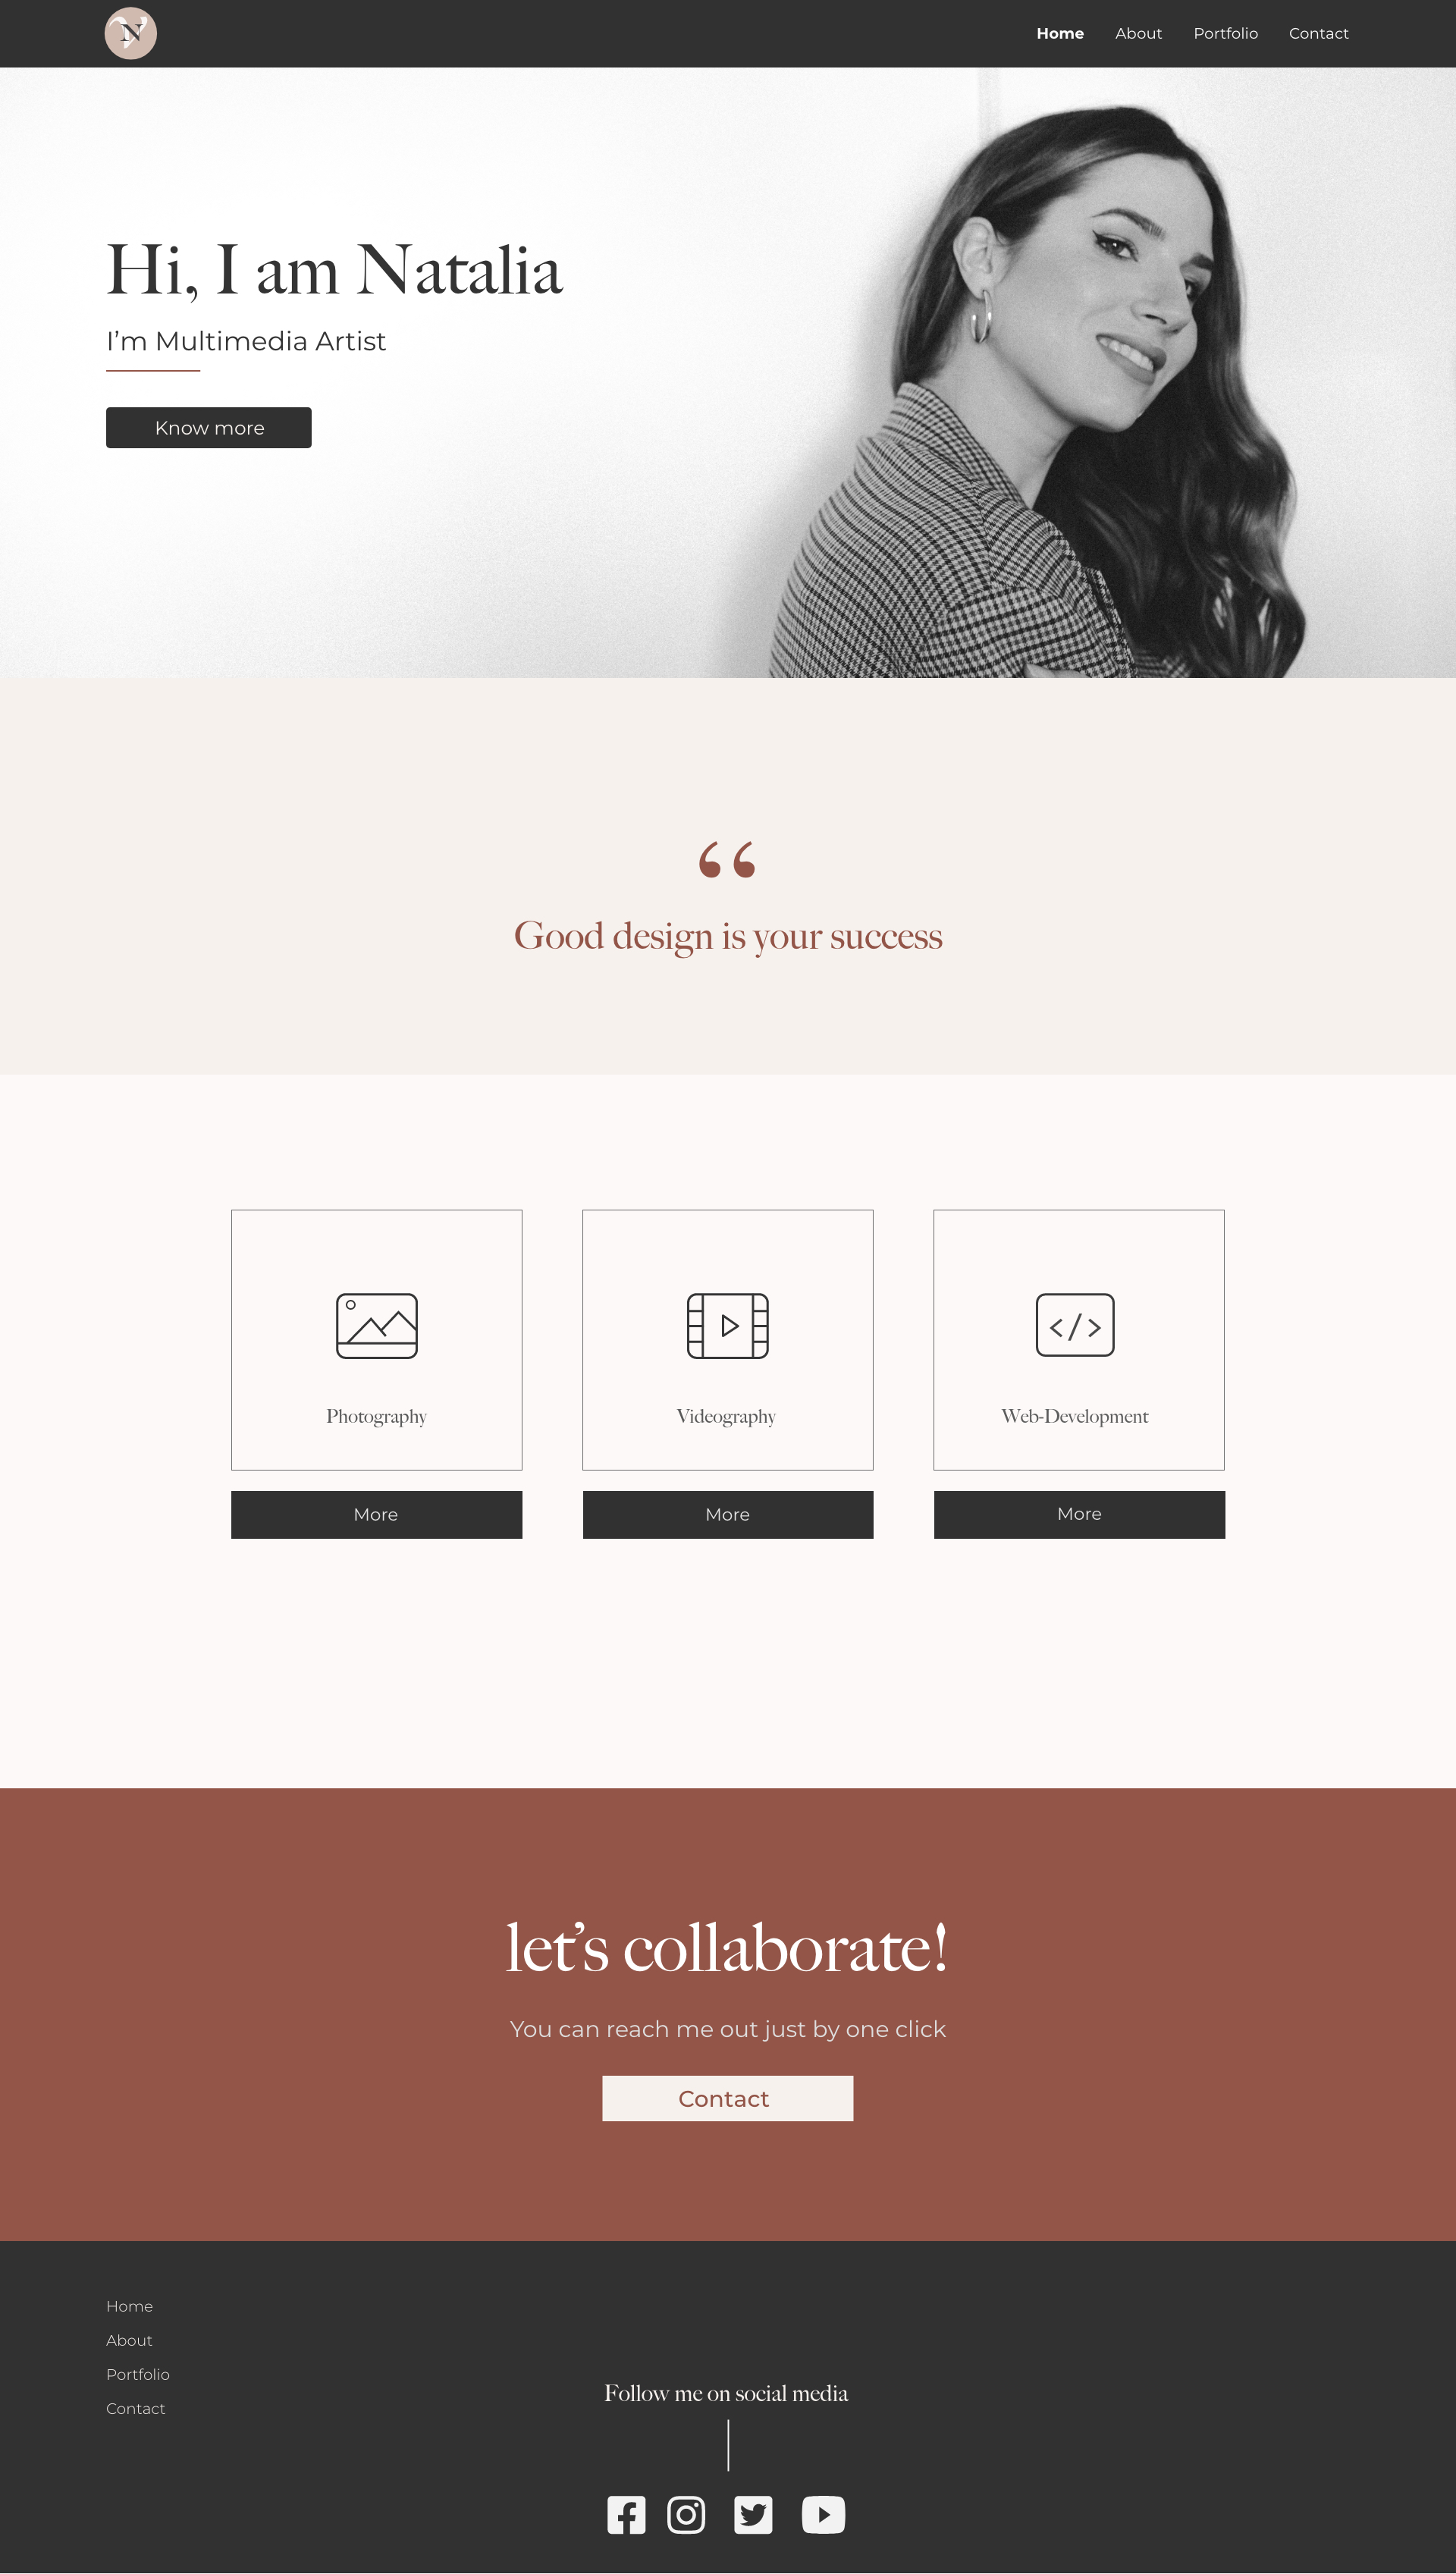 N
Home About Portfolio Contact
Hi, I am Natalia
I'm Multimedia Artist
Know more
“
Good design is your success
Photography Videography Web-Development
More More More
let's collaborate!
You can reach me out just by one click
Contact
Home
About
Portfolio
Contact
Follow me on social media